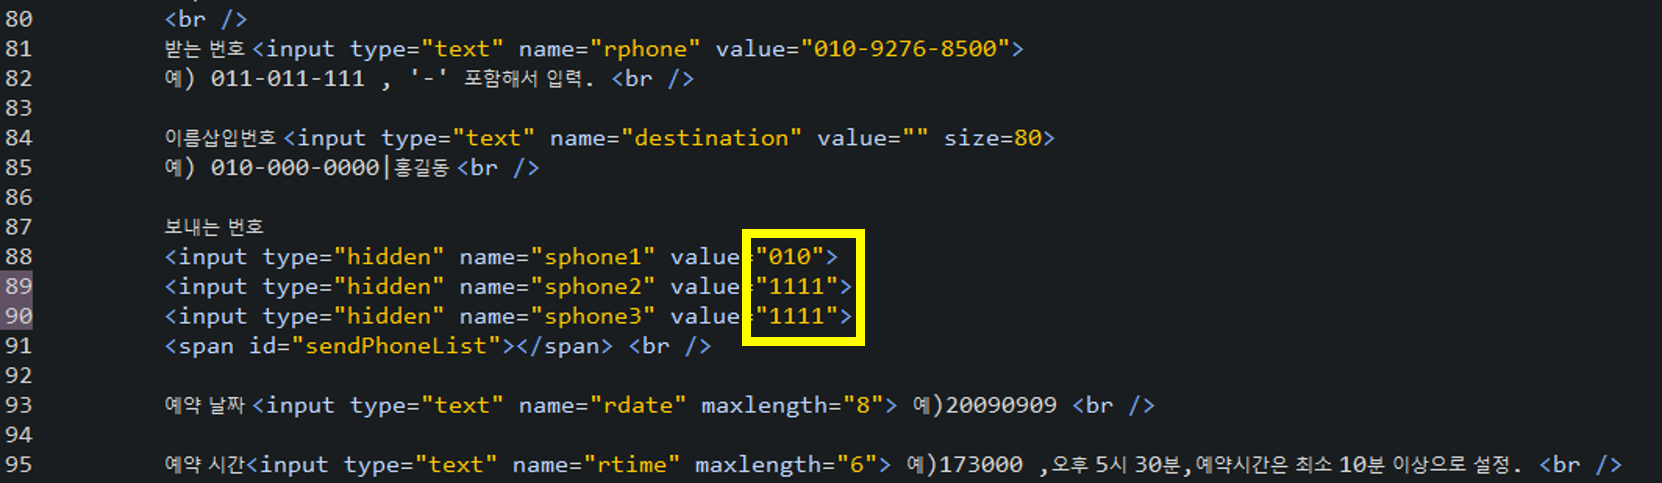 80 <br />
81 받는 번호 <input type="text" name="rphone" value="010-9276-8500">
82 예) 011-011-111 , '-' 포함해서 입력. <br />
83
84 이름삽입번호 <input type="text" name="destination" value="" size=80>
85 예) 010-000-0000|홍길동 <br />
86
87 보내는 번호
88 <input type="hidden" name="sphone1" value="010">
89 <input type="hidden" name="sphone2" value="1111">
90 <input type="hidden" name="sphone3" value="1111">
91 <span id="sendPhoneList"></span> <br />
92
93 예약 날짜 <input type="text" name="rdate" maxlength="8"> 예)20090909 <br />
94
95 예약 시간<input type="text" name="rtime" maxlength="6"> 예)173000 ,오후 5시 30분,예약시간은 최소 10분 이상으로 설정. <br />